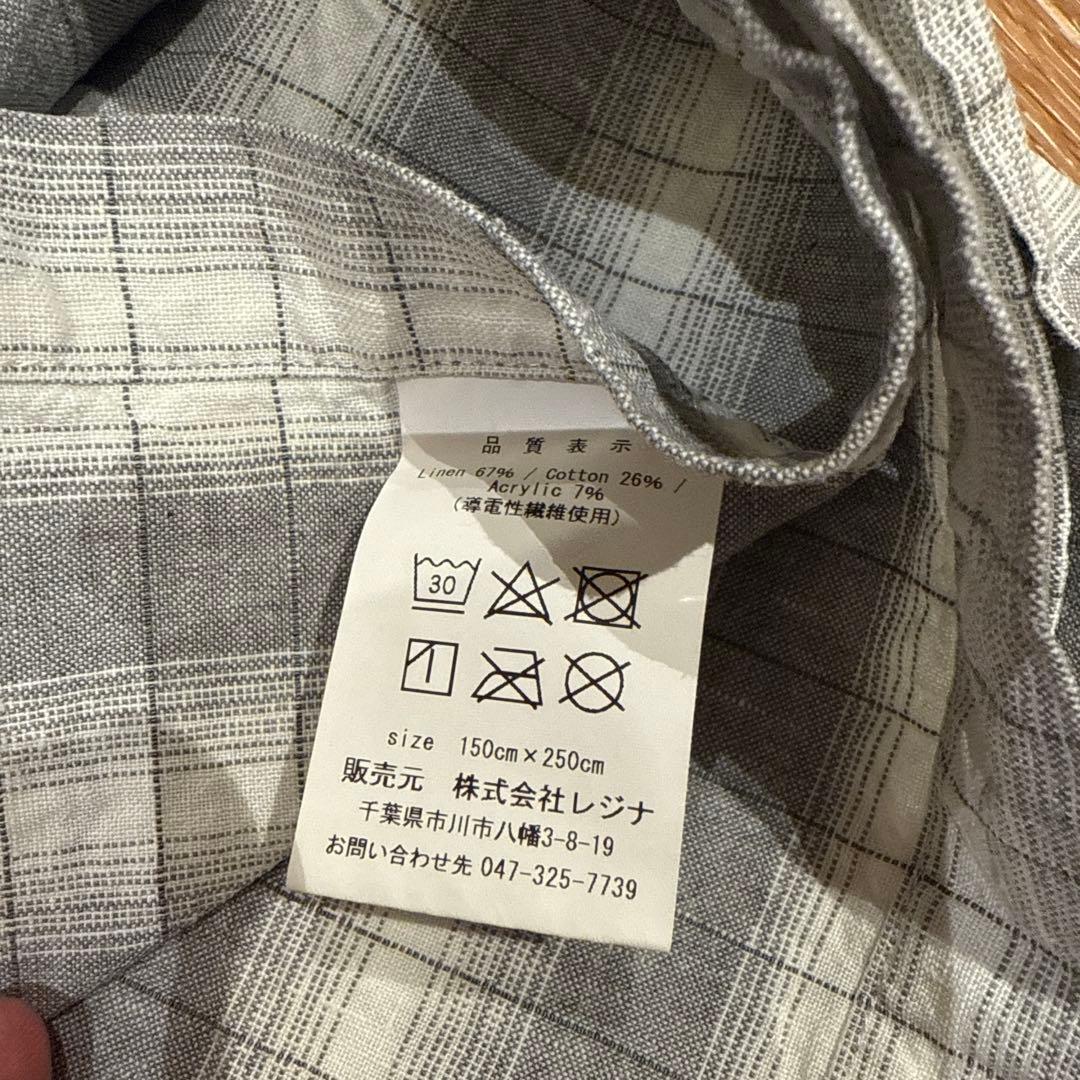 品質表示
Linen 67% / Cotton 26% /
Acrylic 7%
(導電性繊維使用)
30
size 150cm×250cm
販売元 株式会社レジナ
千葉県市川市八幡3-8-19
お問い合わせ先 047-325-7739